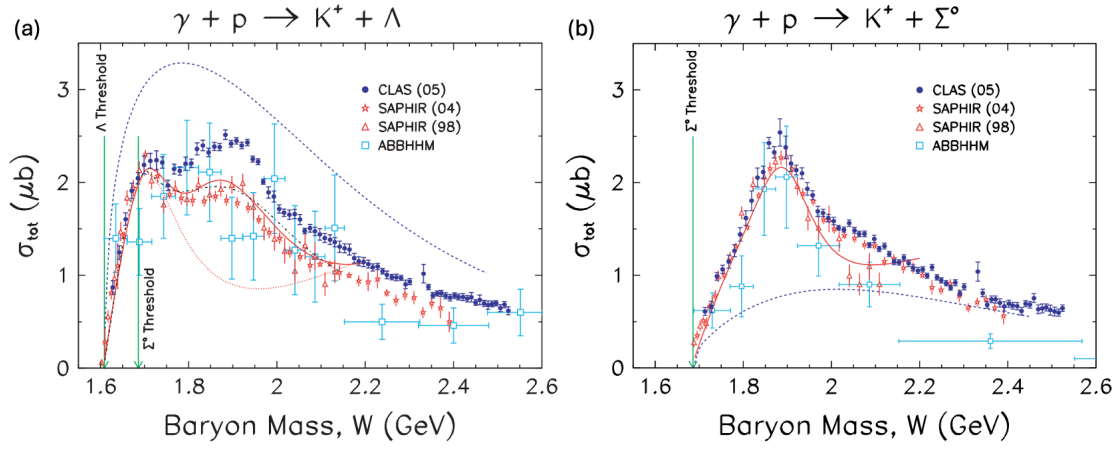 (a)
γ + p → K⁺ + Λ
Λ Threshold
Σ° Threshold
CLAS (05)
SAPHIR (04)
SAPHIR (98)
ABBHHM
σtot (μb)
3
2
1
0
1.6
1.8
2
2.2
2.4
2.6
Baryon Mass, W (GeV)
(b)
γ + p → K⁺ + Σ°
Σ° Threshold
CLAS (05)
SAPHIR (04)
SAPHIR (98)
ABBHHM
σtot (μb)
3
2
1
0
1.6
1.8
2
2.2
2.4
2.6
Baryon Mass, W (GeV)